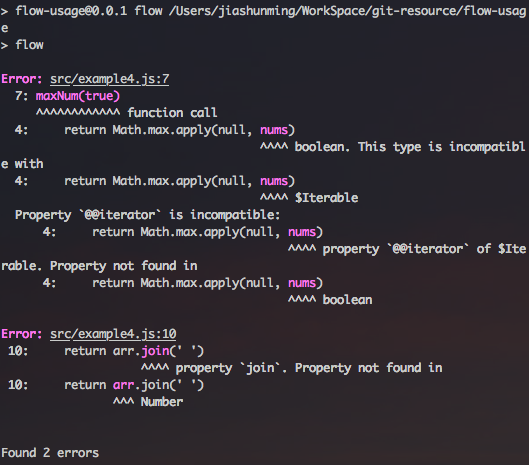 > flow-usage@0.0.1 flow /Users/jiashunming/WorkSpace/git-resource/flow-usag
e
> flow
Error: src/example4.js:7
  7: maxNum(true)
     ^^^^^^^^^^^^ function call
  4:     return Math.max.apply(null, nums)
                                     ^^^^ boolean. This type is incompatibl
e with
  4:     return Math.max.apply(null, nums)
                                     ^^^^ $Iterable
  Property `@@iterator` is incompatible:
      4:     return Math.max.apply(null, nums)
                                         ^^^^ property `@@iterator` of $Ite
rable. Property not found in
      4:     return Math.max.apply(null, nums)
                                         ^^^^ boolean
Error: src/example4.js:10
 10:     return arr.join(' ')
                    ^^^^ property `join`. Property not found in
 10:     return arr.join(' ')
                ^^^ Number
Found 2 errors